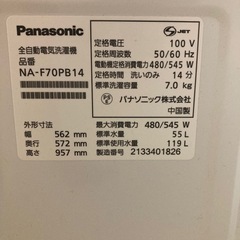 Panasonic
全自動電気洗濯機
品番
NA-F70PB14
JET
定格電圧 100 V
定格周波数 50/60 Hz
電動機定格消費電力 480/545 W
定格時間 洗いのみ 14 分
標準洗濯容量 7.0 kg
パナソニック株式会社
中国製
外形寸法
幅 562 mm
奥行 572 mm
高さ 957 mm
最大消費電力 480/545 W
標準水量 55 L
標準使用水量 119 L
製造番号 2133401826